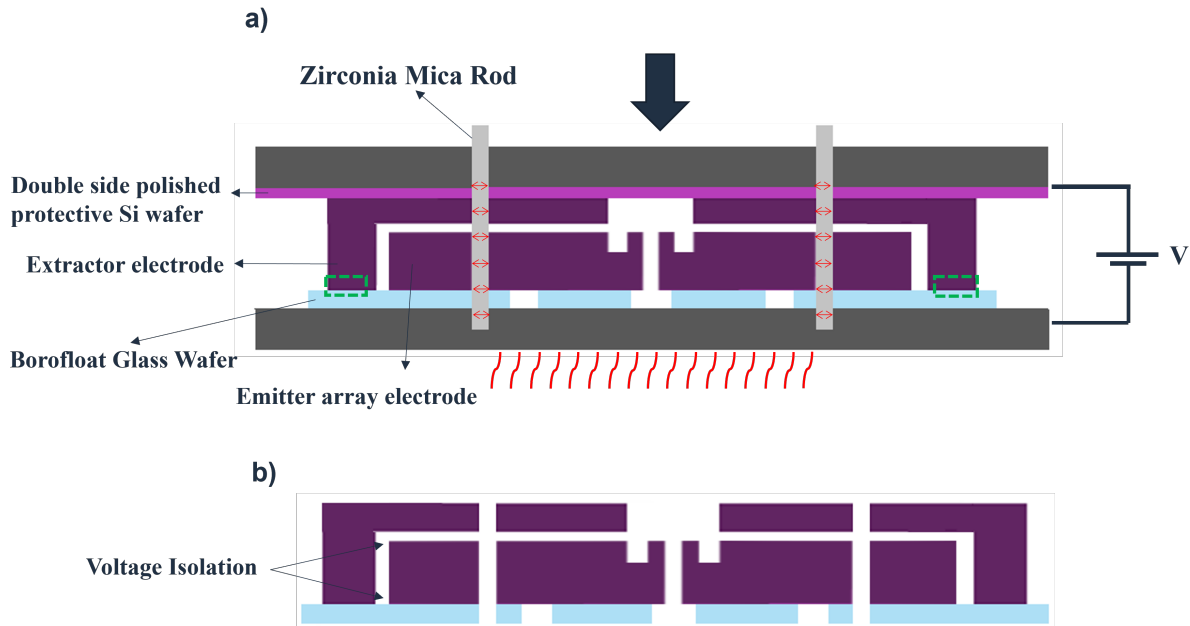 a)
Zirconia Mica Rod
Double side polished
protective Si wafer
Extractor electrode
V
Borofloat Glass Wafer
Emitter array electrode
b)
Voltage Isolation